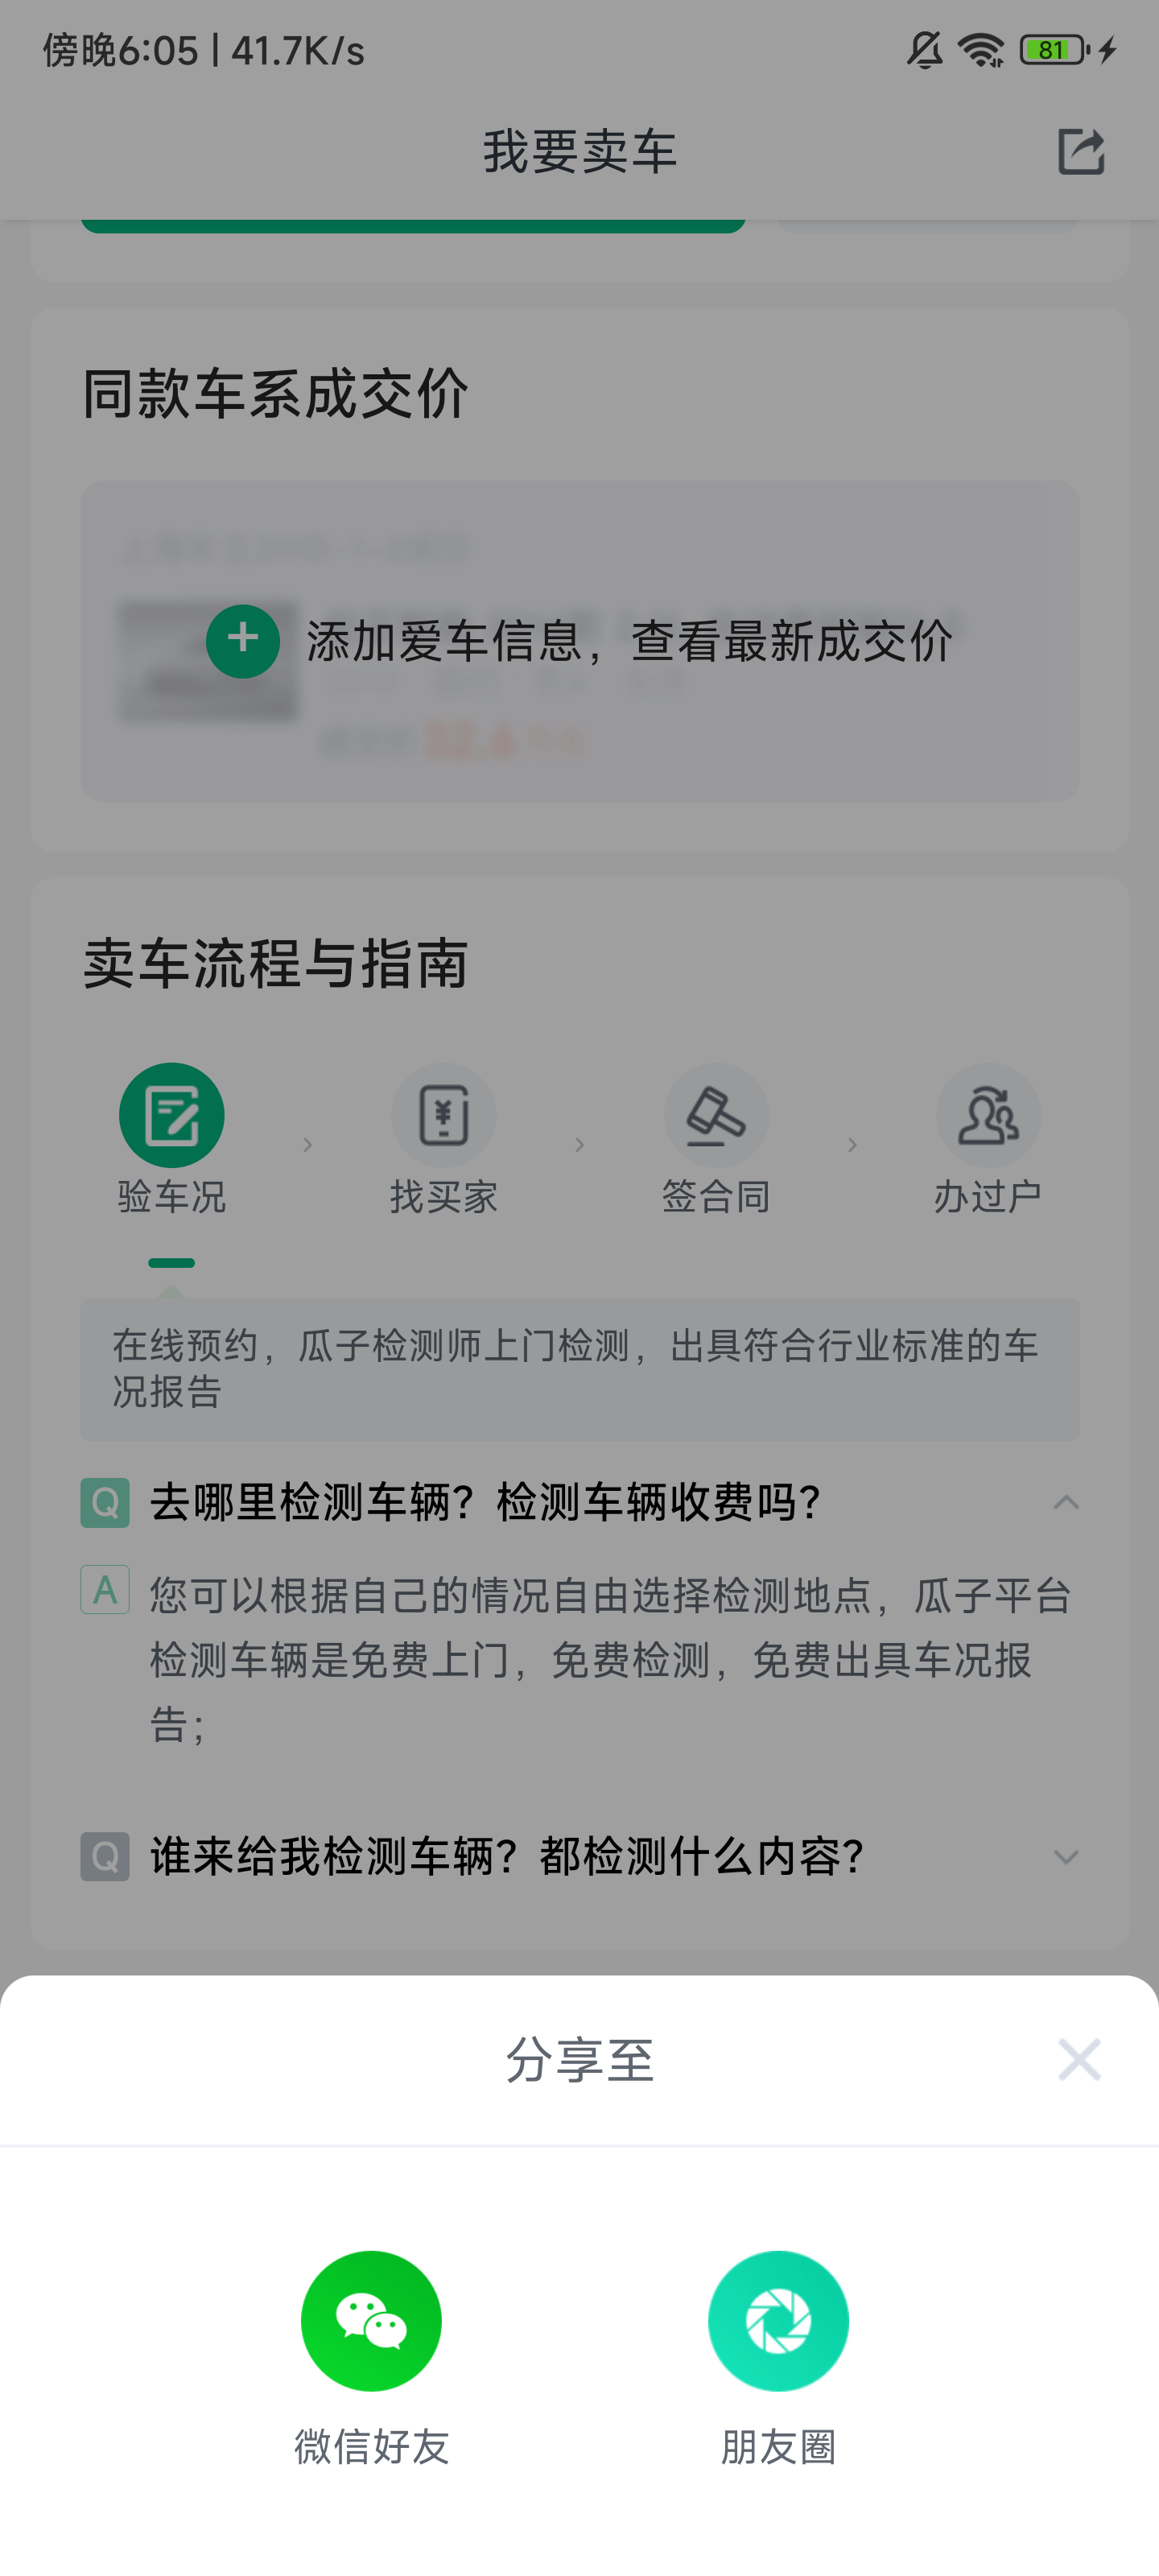 傍晚6:05 | 41.7K/s
81
我要卖车
同款车系成交价
添加爱车信息，查看最新成交价
32.6
卖车流程与指南
验车况
找买家
签合同
办过户
在线预约，瓜子检测师上门检测，出具符合行业标准的车
况报告
Q 去哪里检测车辆？检测车辆收费吗？
A 您可以根据自己的情况自由选择检测地点，瓜子平台
检测车辆是免费上门，免费检测，免费出具车况报
告；
Q 谁来给我检测车辆？都检测什么内容？
分享至
微信好友
朋友圈